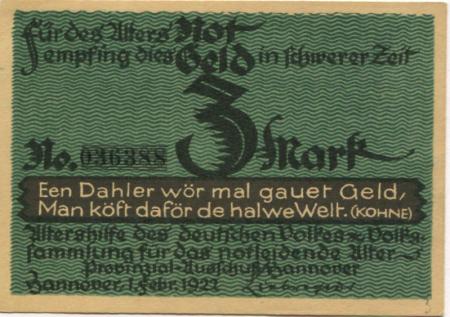 Für des Alters Not
empfing dies Geld in schwerer Zeit
3
No. 036388 Mark
Een Dahler wör mal gauet Geld,
Man köft daför de halwe Welt. (KOHNE)
Altershilfe des deutschen Volkes Volks-
sammlung für das notleidende Alter
Provinzial-Ausschuß Hannover
Hannover, 1. Febr. 1922